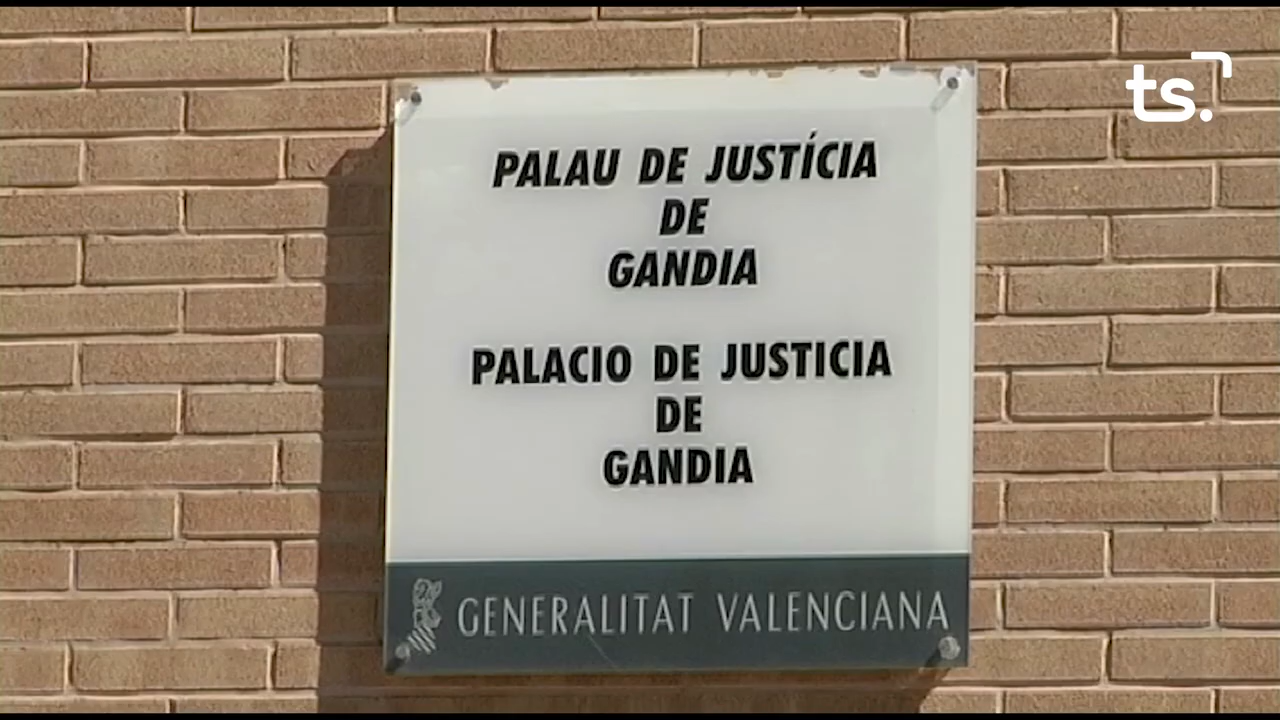 ts.
PALAU DE JUSTÍCIA
DE
GANDIA
PALACIO DE JUSTICIA
DE
GANDIA
GENERALITAT VALENCIANA